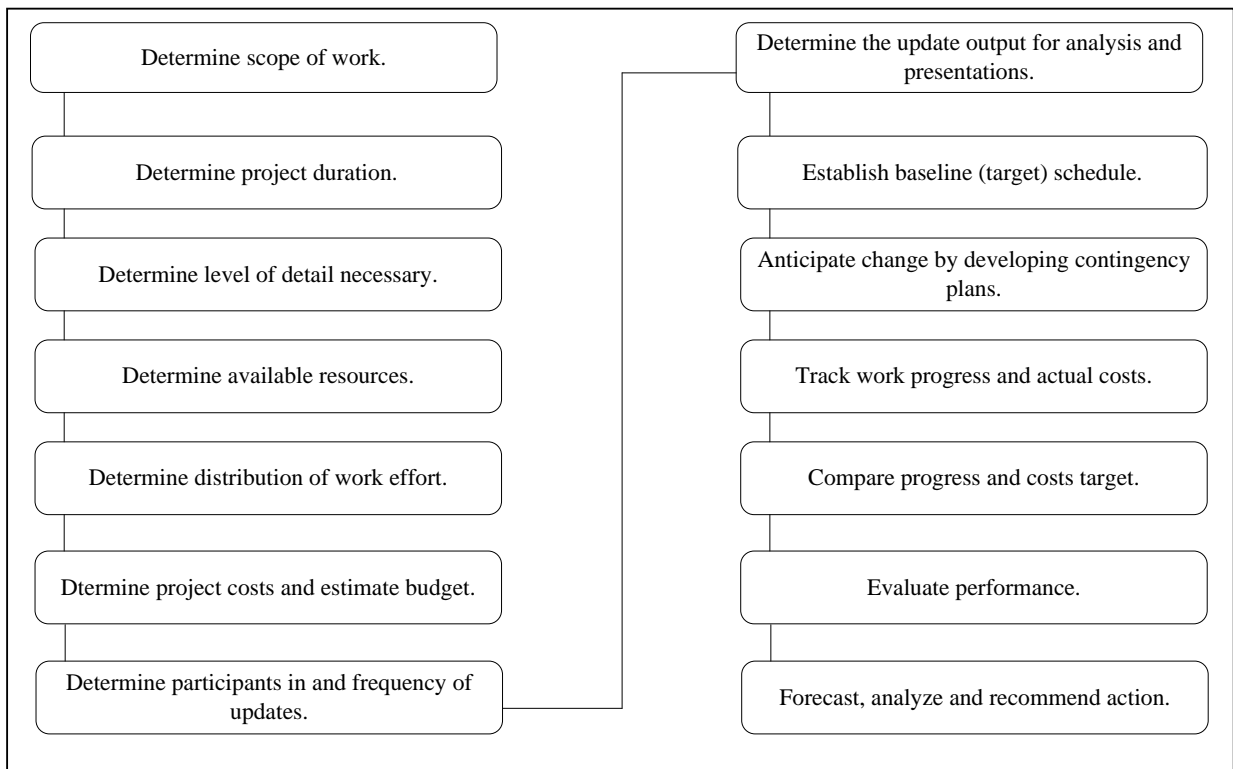 Determine scope of work.
Determine project duration.
Determine level of detail necessary.
Determine available resources.
Determine distribution of work effort.
Dtermine project costs and estimate budget.
Determine participants in and frequency of
updates.
Determine the update output for analysis and
presentations.
Establish baseline (target) schedule.
Anticipate change by developing contingency
plans.
Track work progress and actual costs.
Compare progress and costs target.
Evaluate performance.
Forecast, analyze and recommend action.